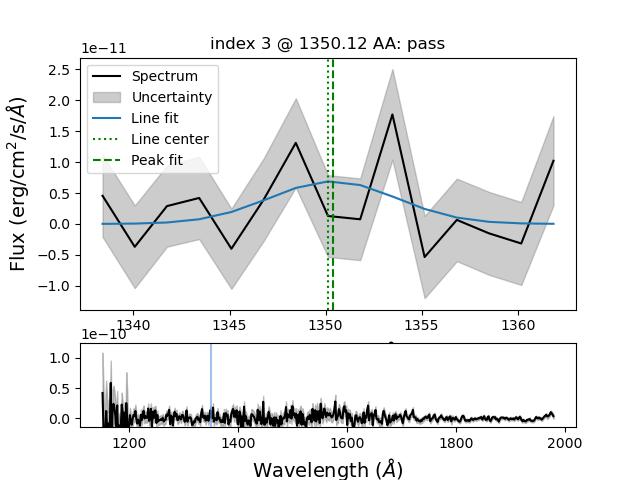 index 3 @ 1350.12 AA: pass
1e−11
2.5
2.0
1.5
1.0
0.5
0.0
−0.5
−1.0
Flux (erg/cm²/s/Å)
Spectrum
Uncertainty
Line fit
Line center
Peak fit
1340 1345 1350 1355 1360
1e−10
1.0
0.5
0.0
1200 1400 1600 1800 2000
Wavelength (Å)